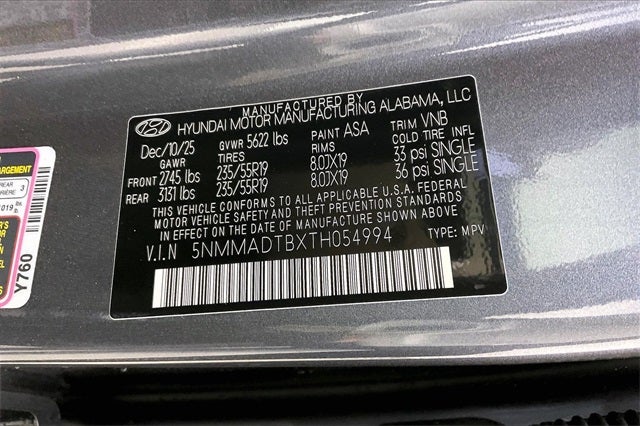 MANUFACTURED BY
HYUNDAI MOTOR MANUFACTURING ALABAMA, LLC
Dec/10/25 GVWR 5622 lbs PAINT ASA TRIM VNB
GAWR TIRES RIMS COLD TIRE INFL
FRONT 2745 lbs 235/55R19 8.0JX19 33 psi SINGLE
REAR 3131 lbs 235/55R19 8.0JX19 36 psi SINGLE
THIS VEHICLE CONFORMS TO ALL APPLICABLE U.S.A. FEDERAL
MOTOR VEHICLE SAFETY, BUMPER, AND THEFT PREVENTION STANDARDS
IN EFFECT ON THE DATE OF MANUFACTURE SHOWN ABOVE.
V.I.N 5NMMADTBXTH054994 TYPE: MPV
REAR 3
Y760